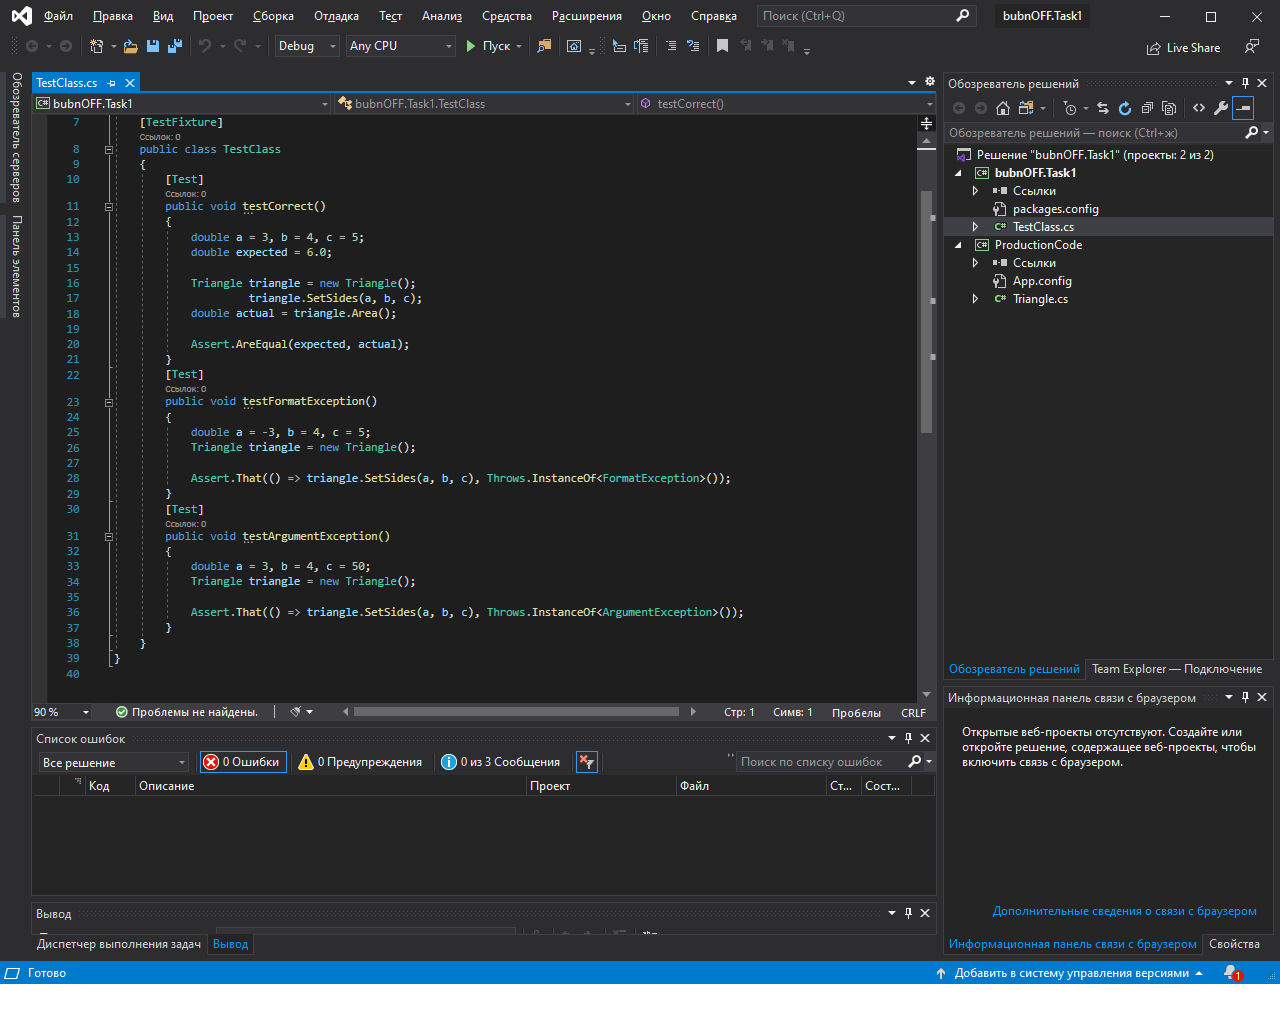 Файл Правка Вид Проект Сборка Отладка Тест Анализ Средства Расширения Окно Справка Поиск (Ctrl+Q) bubnOFF.Task1
Debug Any CPU Пуск Live Share
Обозреватель серверов
Панель элементов
TestClass.cs
bubnOFF.Task1 bubnOFF.Task1.TestClass testCorrect()
7 [TestFixture]
Ссылок: 0
8 public class TestClass
9 {
10 [Test]
Ссылок: 0
11 public void testCorrect()
12 {
13 double a = 3, b = 4, c = 5;
14 double expected = 6.0;
15
16 Triangle triangle = new Triangle();
17 triangle.SetSides(a, b, c);
18 double actual = triangle.Area();
19
20 Assert.AreEqual(expected, actual);
21 }
22 [Test]
Ссылок: 0
23 public void testFormatException()
24 {
25 double a = -3, b = 4, c = 5;
26 Triangle triangle = new Triangle();
27
28 Assert.That(() => triangle.SetSides(a, b, c), Throws.InstanceOf<FormatException>());
29 }
30 [Test]
Ссылок: 0
31 public void testArgumentException()
32 {
33 double a = 3, b = 4, c = 50;
34 Triangle triangle = new Triangle();
35
36 Assert.That(() => triangle.SetSides(a, b, c), Throws.InstanceOf<ArgumentException>());
37 }
38 }
39 }
40
90 % Проблемы не найдены. Стр: 1 Симв: 1 Пробелы CRLF
Список ошибок
Все решение 0 Ошибки 0 Предупреждения 0 из 3 Сообщения Поиск по списку ошибок
Код Описание Проект Файл Ст... Сост...
Вывод
Диспетчер выполнения задач Вывод
Обозреватель решений
Обозреватель решений — поиск (Ctrl+ж)
Решение "bubnOFF.Task1" (проекты: 2 из 2)
bubnOFF.Task1
Ссылки
packages.config
TestClass.cs
ProductionCode
Ссылки
App.config
Triangle.cs
Обозреватель решений Team Explorer — Подключение
Информационная панель связи с браузером
Открытые веб-проекты отсутствуют. Создайте или
откройте решение, содержащее веб-проекты, чтобы
включить связь с браузером.
Дополнительные сведения о связи с браузером
Информационная панель связи с браузером Свойства
Готово Добавить в систему управления версиями 1